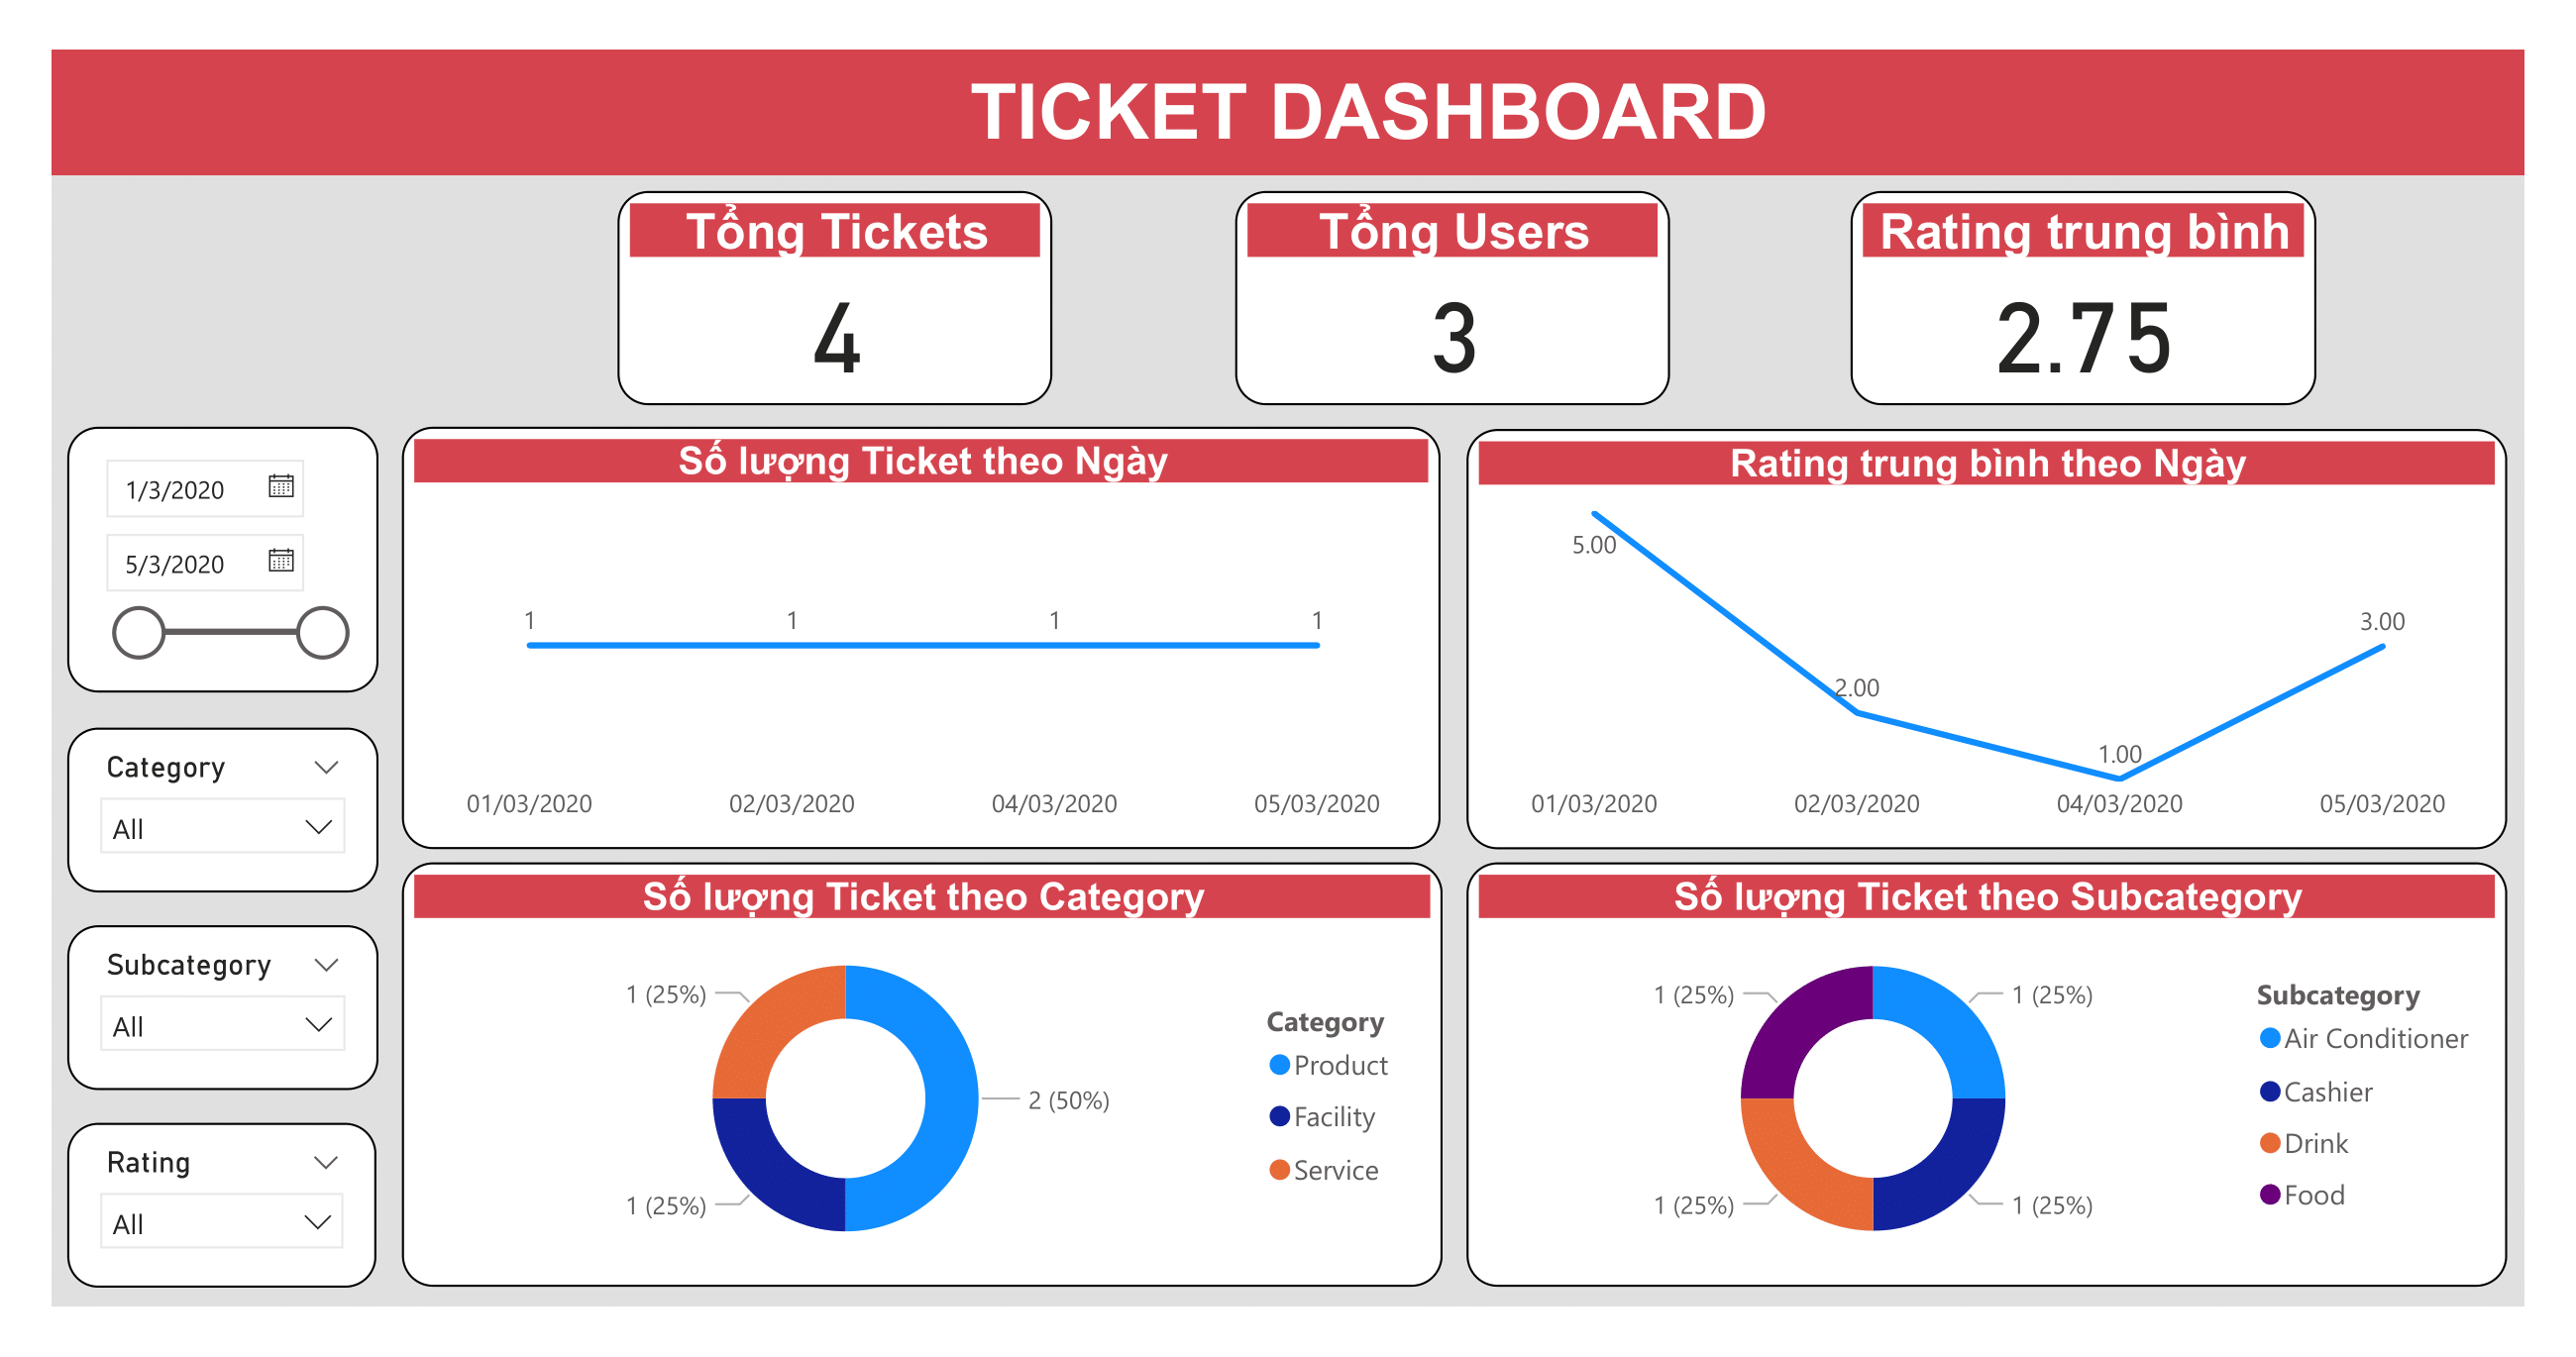 TICKET DASHBOARD
Tổng Tickets
4
Tổng Users
3
Rating trung bình
2.75
1/3/2020
5/3/2020
Category
All
Subcategory
All
Rating
All
Số lượng Ticket theo Ngày
1 1 1 1
01/03/2020 02/03/2020 04/03/2020 05/03/2020
Rating trung bình theo Ngày
5.00
2.00
1.00
3.00
01/03/2020 02/03/2020 04/03/2020 05/03/2020
Số lượng Ticket theo Category
1 (25%)
2 (50%)
1 (25%)
Category
Product
Facility
Service
Số lượng Ticket theo Subcategory
1 (25%) 1 (25%)
1 (25%) 1 (25%)
Subcategory
Air Conditioner
Cashier
Drink
Food